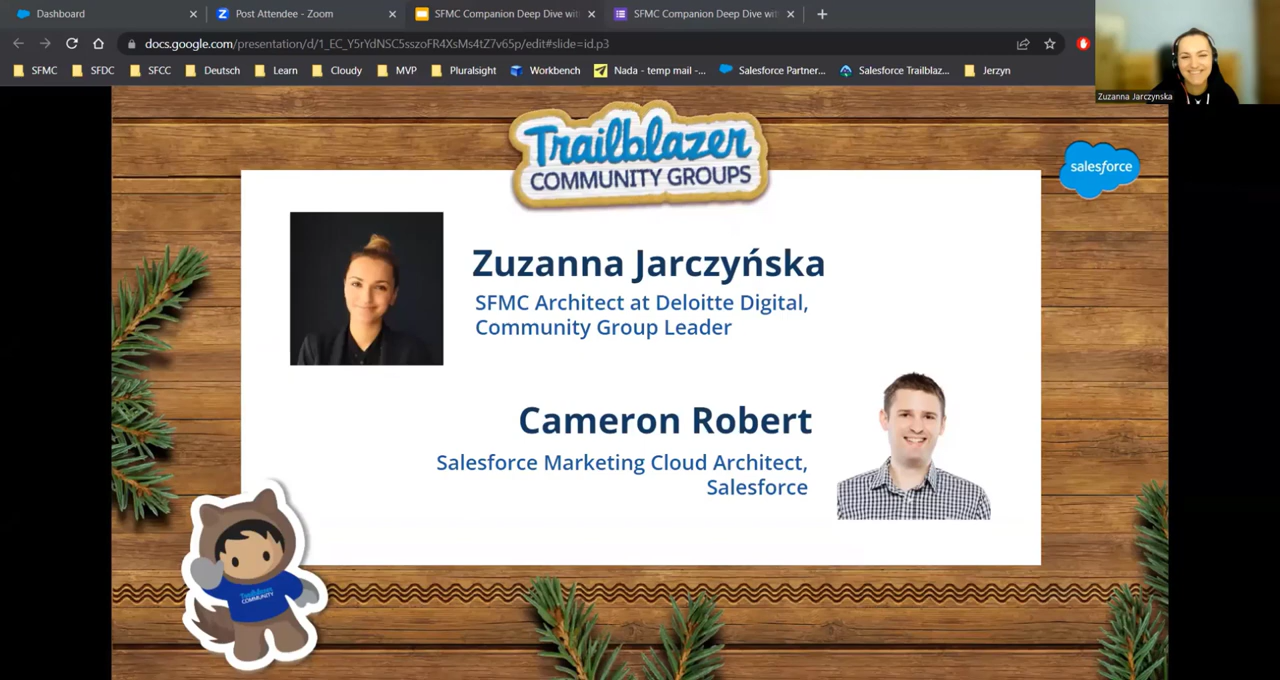 Dashboard
Post Attendee - Zoom
SFMC Companion Deep Dive wit
SFMC Companion Deep Dive wit
docs.google.com/presentation/d/1_EC_Y5rYdNSC5sszoFR4XsMs4tZ7v65p/edit#slide=id.p3
SFMC
SFDC
SFCC
Deutsch
Learn
Cloudy
MVP
Pluralsight
Workbench
Nada - temp mail -...
Salesforce Partner...
Salesforce Trailblaz...
Jerzyn
Zuzanna Jarczynska
Trailblazer
COMMUNITY GROUPS
salesforce
Zuzanna Jarczyńska
SFMC Architect at Deloitte Digital,
Community Group Leader
Cameron Robert
Salesforce Marketing Cloud Architect,
Salesforce
Trailblazer
COMMUNITY